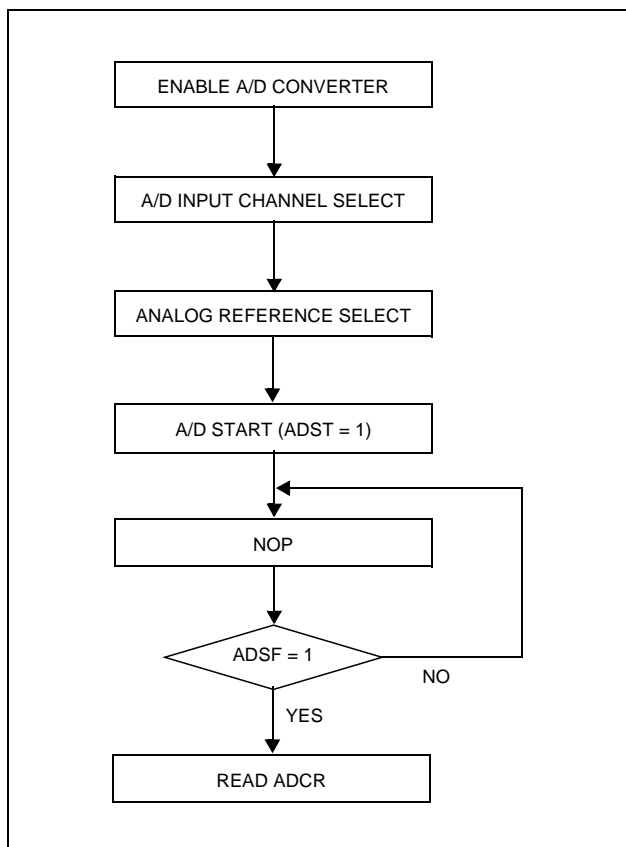 ENABLE A/D CONVERTER
A/D INPUT CHANNEL SELECT
ANALOG REFERENCE SELECT
A/D START (ADST = 1)
NOP
ADSF = 1
NO
YES
READ ADCR